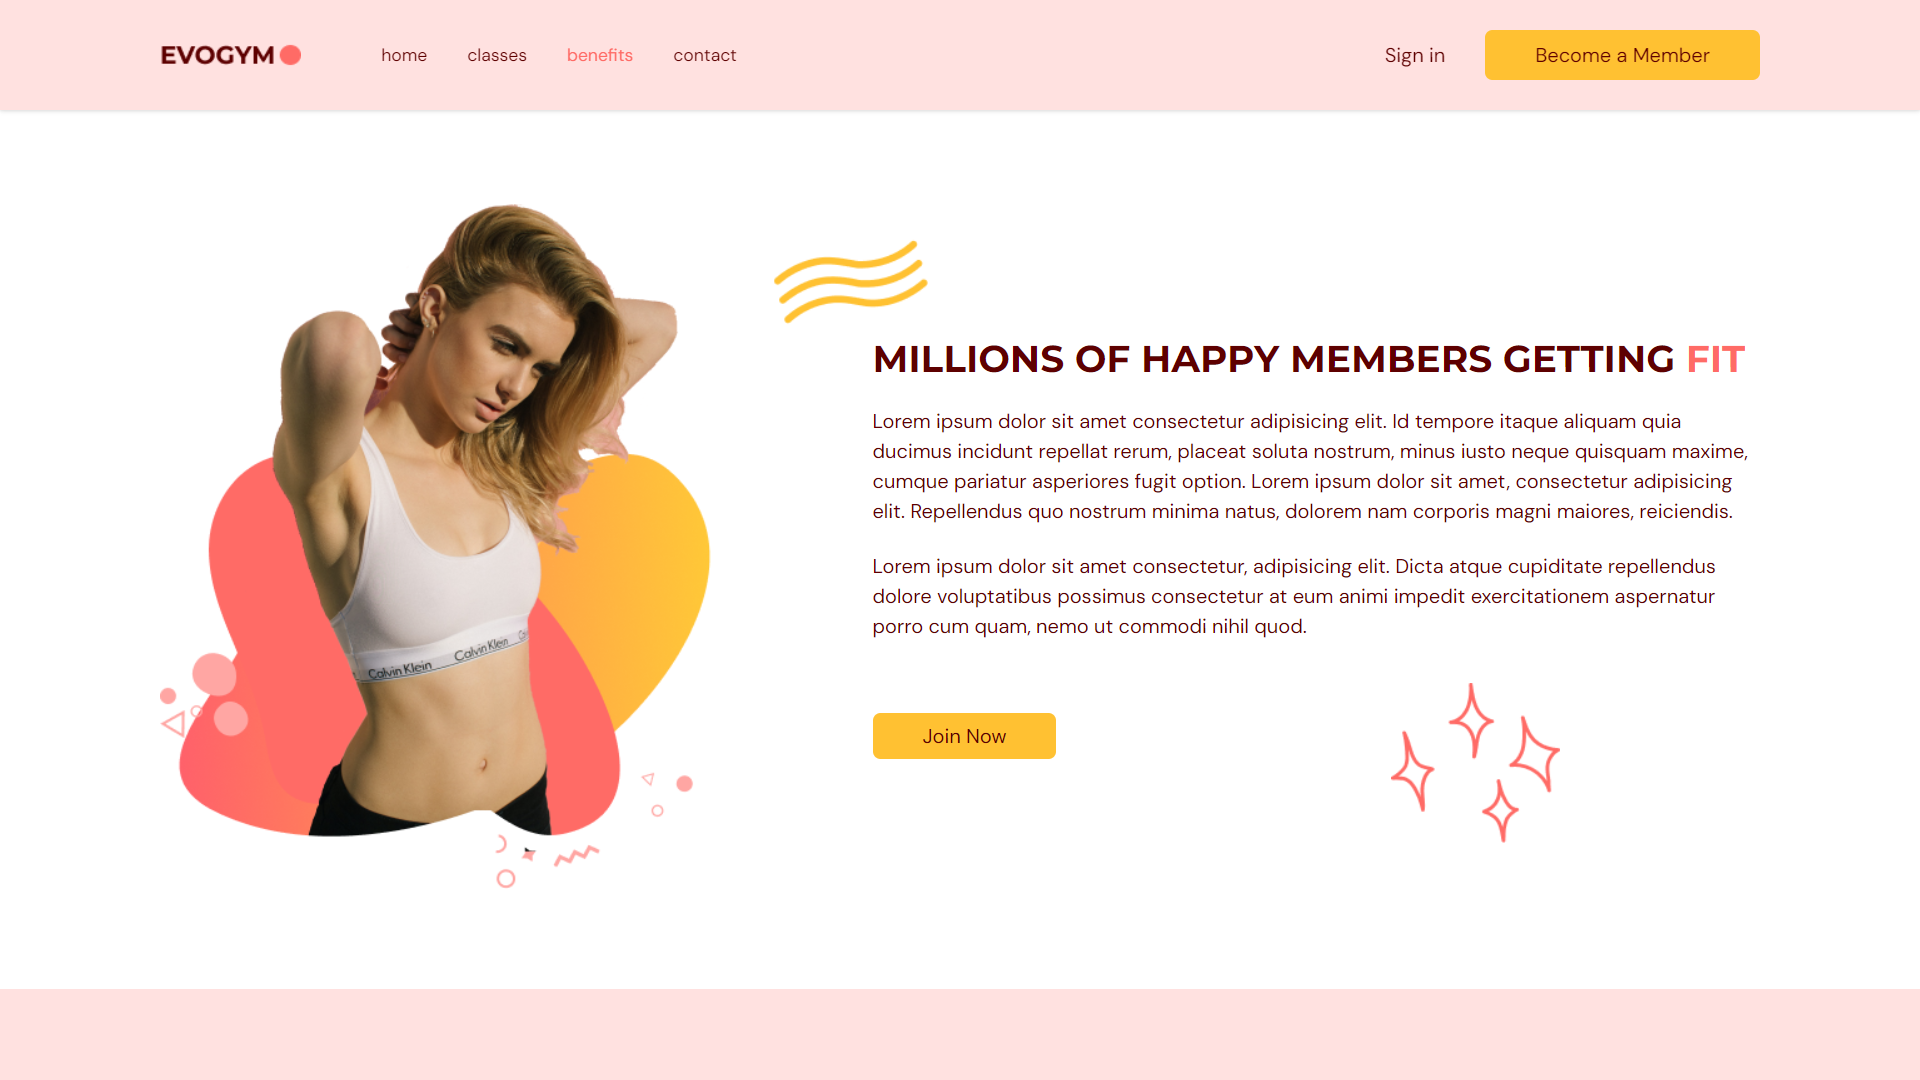 EVOGYM
home
classes
benefits
contact
Sign in
Become a Member
MILLIONS OF HAPPY MEMBERS GETTING FIT
Lorem ipsum dolor sit amet consectetur adipisicing elit. Id tempore itaque aliquam quia
ducimus incidunt repellat rerum, placeat soluta nostrum, minus iusto neque quisquam maxime,
cumque pariatur asperiores fugit option. Lorem ipsum dolor sit amet, consectetur adipisicing
elit. Repellendus quo nostrum minima natus, dolorem nam corporis magni maiores, reiciendis.
Lorem ipsum dolor sit amet consectetur, adipisicing elit. Dicta atque cupiditate repellendus
dolore voluptatibus possimus consectetur at eum animi impedit exercitationem aspernatur
porro cum quam, nemo ut commodi nihil quod.
Join Now
Calvin Klein Calvin Klein